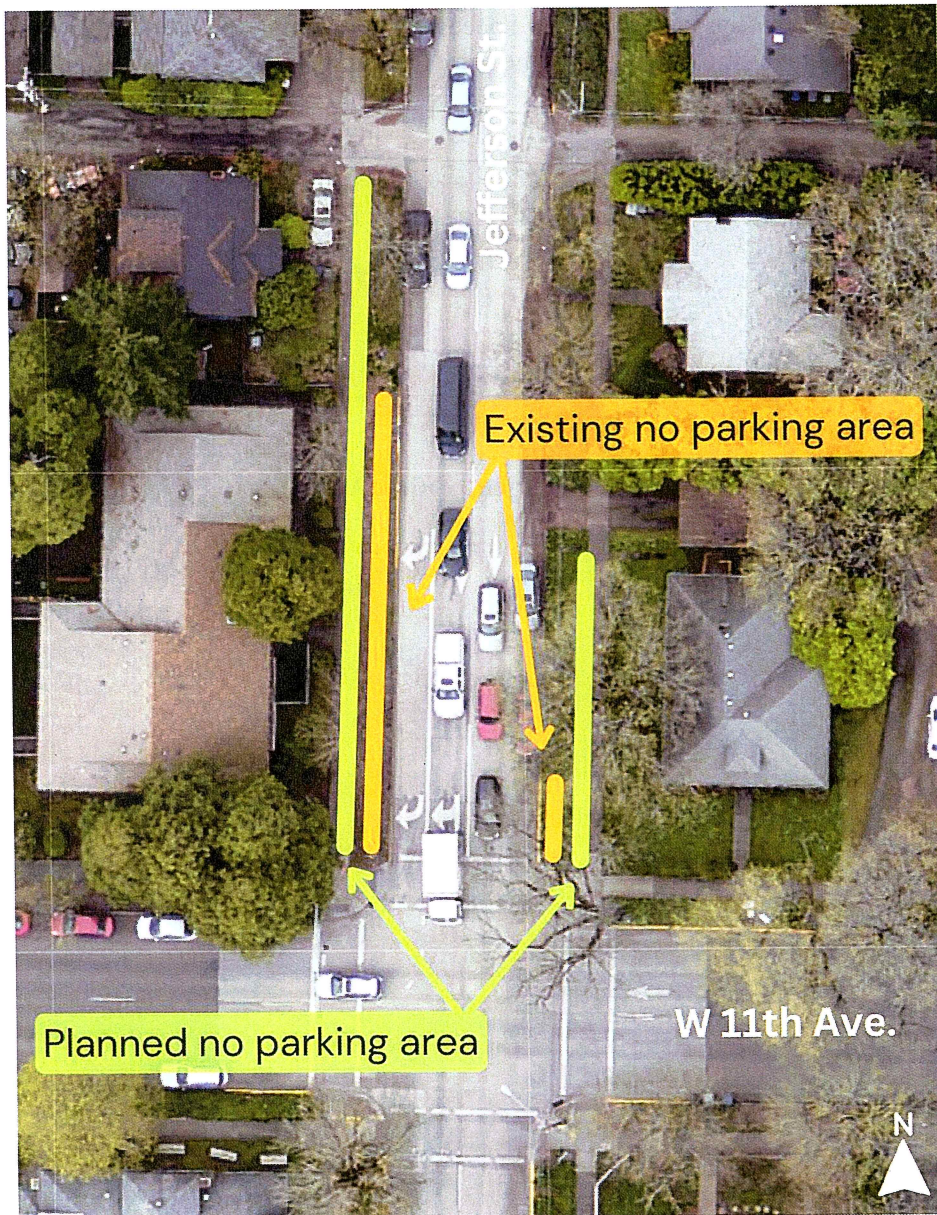 Jefferson St.
Existing no parking area
Planned no parking area
W 11th Ave.
N